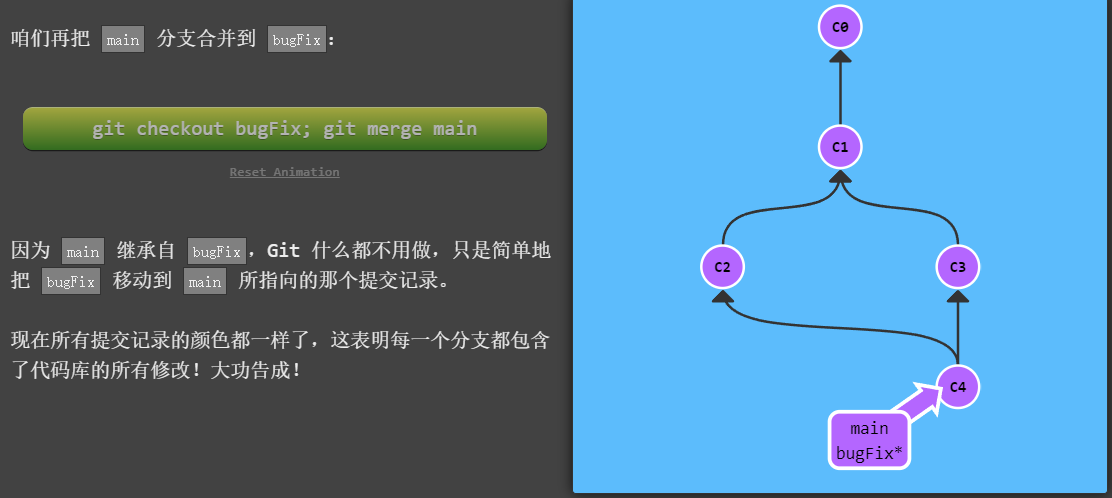 咱们再把 main 分支合并到 bugFix：
git checkout bugFix; git merge main
Reset Animation
因为 main 继承自 bugFix，Git 什么都不用做，只是简单地
把 bugFix 移动到 main 所指向的那个提交记录。
现在所有提交记录的颜色都一样了，这表明每一个分支都包含
了代码库的所有修改！大功告成！
C0
C1
C2
C3
C4
main
bugFix*